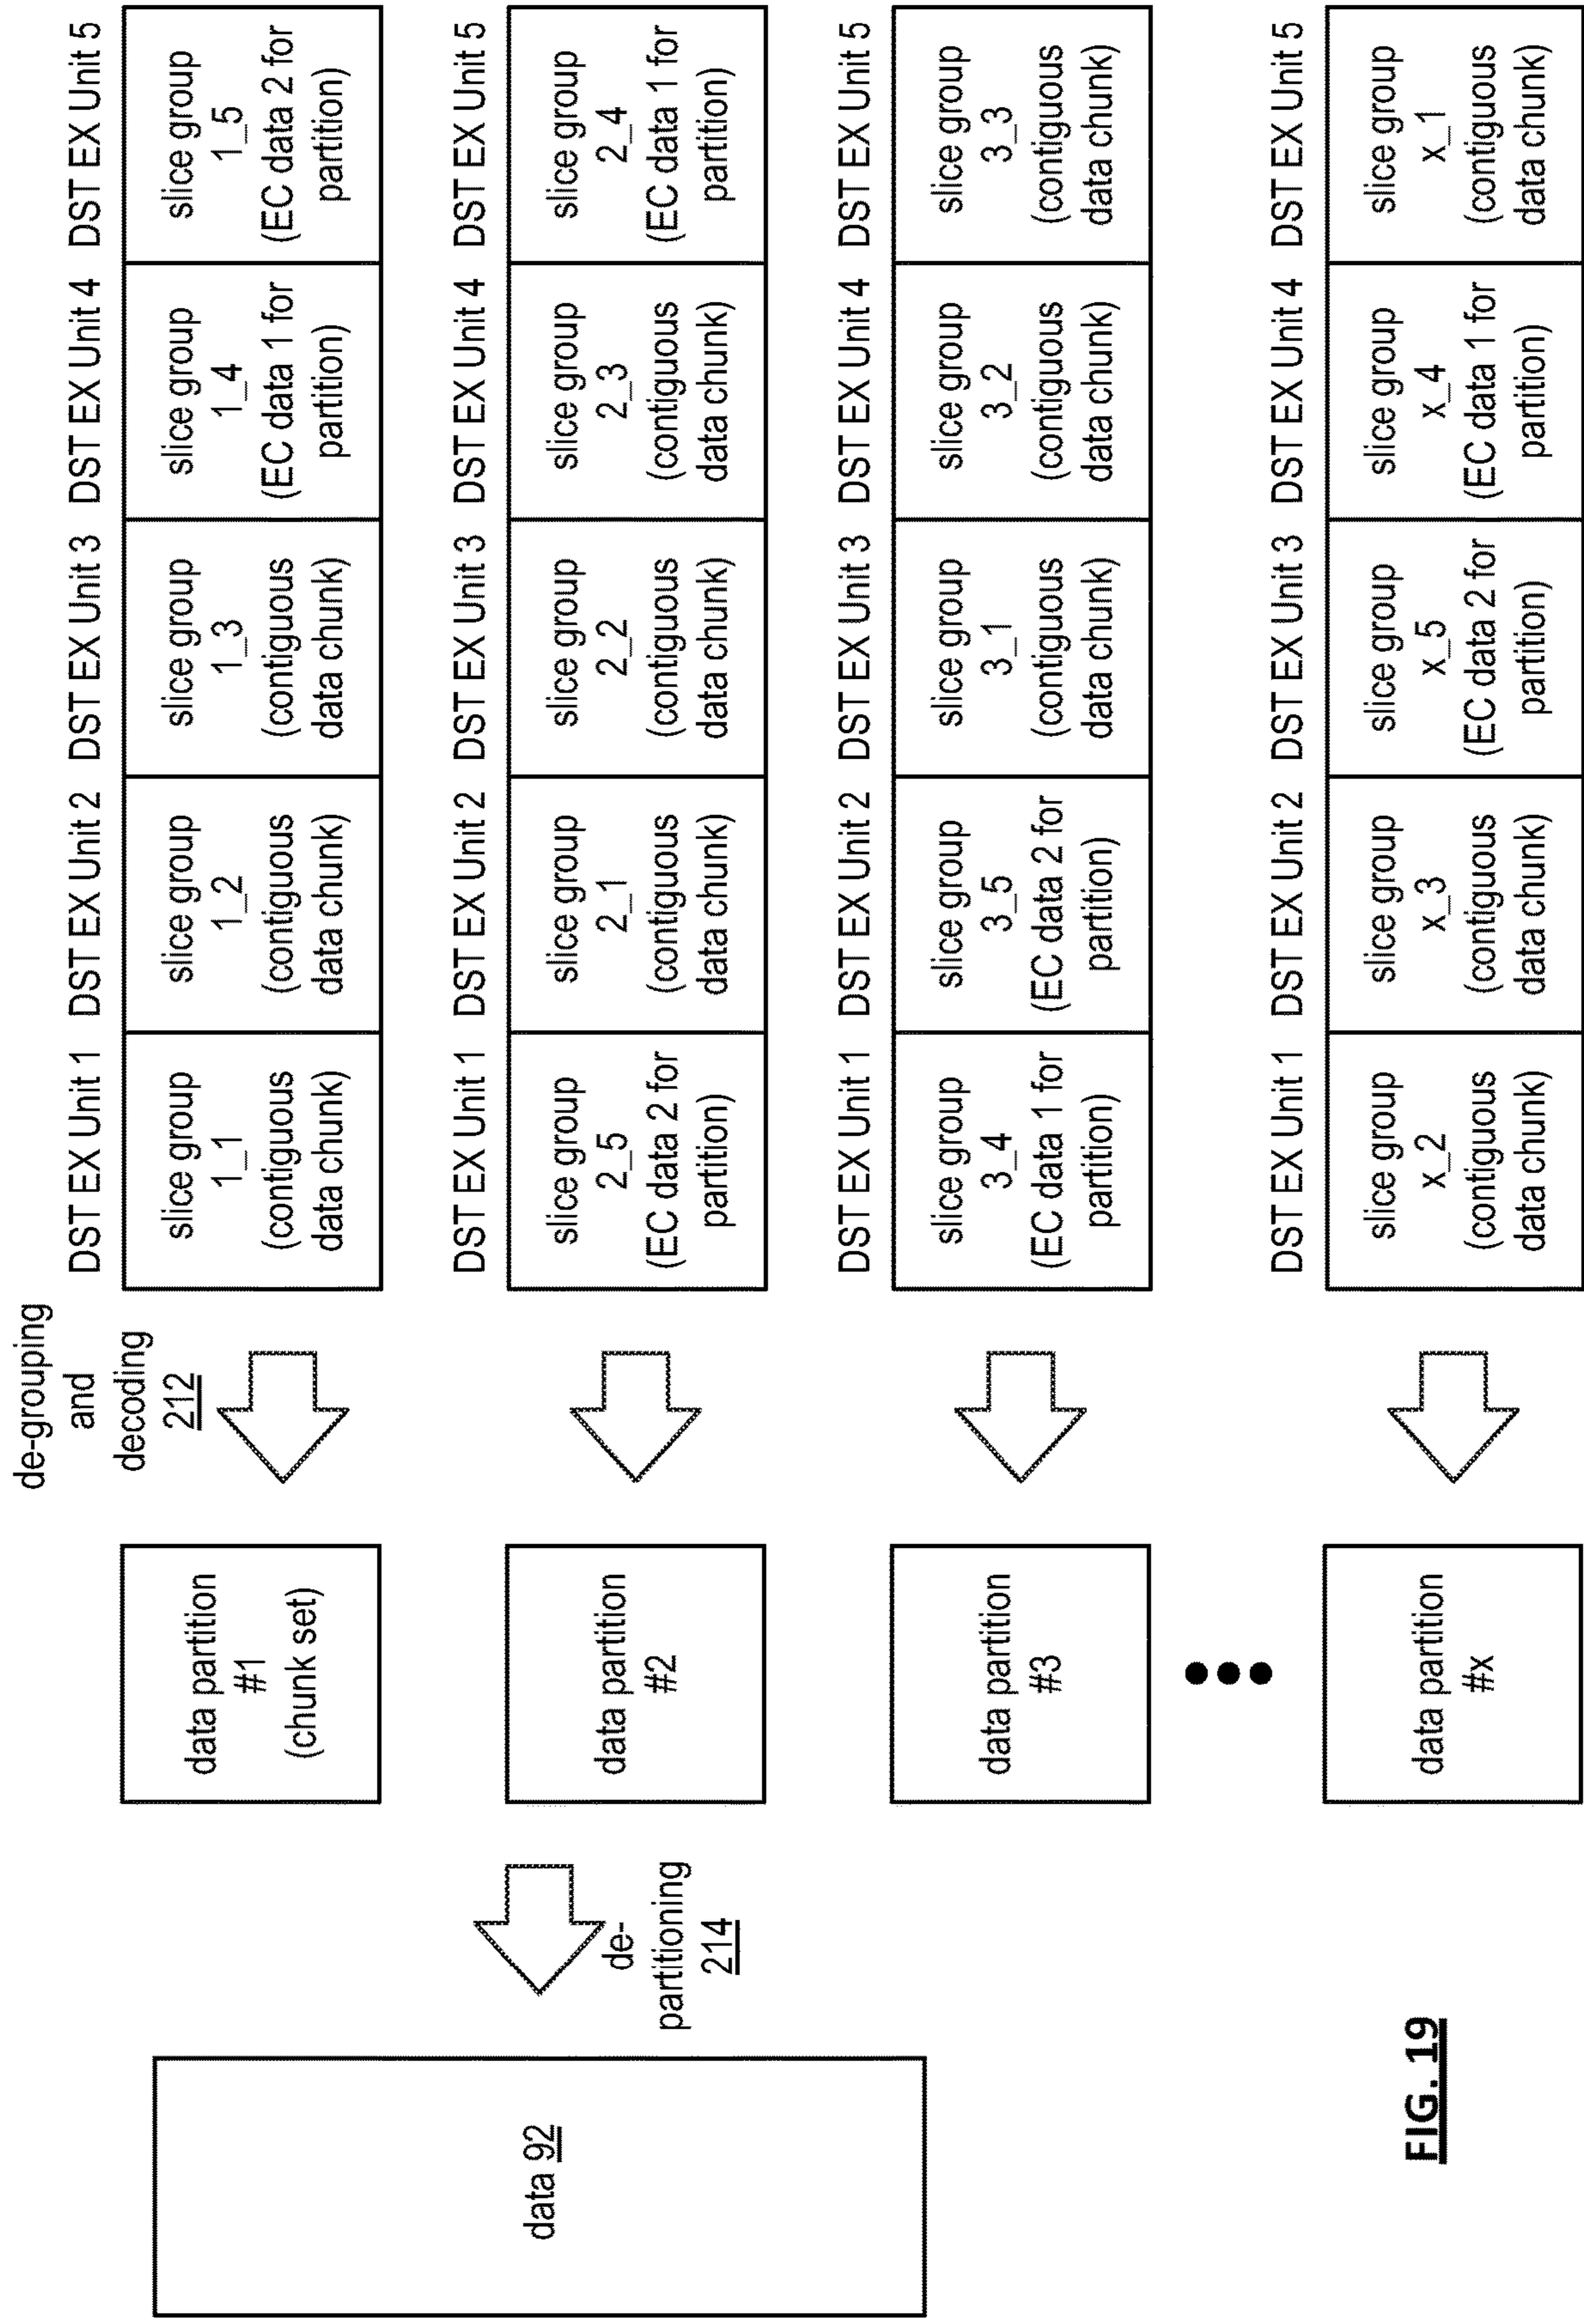 data 92
de-
partitioning
214
data partition
#1
(chunk set)
data partition
#2
data partition
#3
data partition
#x
de-grouping
and
decoding
212
DST EX Unit 1 DST EX Unit 2 DST EX Unit 3 DST EX Unit 4 DST EX Unit 5
slice group
1_1
(contiguous
data chunk)
slice group
1_2
(contiguous
data chunk)
slice group
1_3
(contiguous
data chunk)
slice group
1_4
(EC data 1 for
partition)
slice group
1_5
(EC data 2 for
partition)
DST EX Unit 1 DST EX Unit 2 DST EX Unit 3 DST EX Unit 4 DST EX Unit 5
slice group
2_5
(EC data 2 for
partition)
slice group
2_1
(contiguous
data chunk)
slice group
2_2
(contiguous
data chunk)
slice group
2_3
(contiguous
data chunk)
slice group
2_4
(EC data 1 for
partition)
DST EX Unit 1 DST EX Unit 2 DST EX Unit 3 DST EX Unit 4 DST EX Unit 5
slice group
3_4
(EC data 1 for
partition)
slice group
3_5
(EC data 2 for
partition)
slice group
3_1
(contiguous
data chunk)
slice group
3_2
(contiguous
data chunk)
slice group
3_3
(contiguous
data chunk)
DST EX Unit 1 DST EX Unit 2 DST EX Unit 3 DST EX Unit 4 DST EX Unit 5
slice group
x_2
(contiguous
data chunk)
slice group
x_3
(contiguous
data chunk)
slice group
x_5
(EC data 2 for
partition)
slice group
x_4
(EC data 1 for
partition)
slice group
x_1
(contiguous
data chunk)
FIG. 19